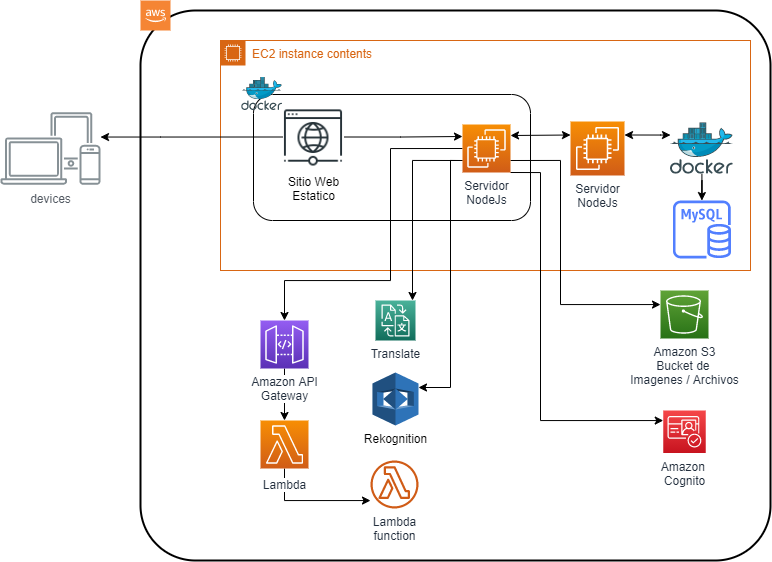 aws
EC2 instance contents
docker
devices
Sitio Web
Estatico
Servidor
NodeJs
Servidor
NodeJs
docker
MySQL
Amazon API
Gateway
A
Translate
Amazon S3
Bucket de
Imagenes / Archivos
Rekognition
Lambda
Amazon
Cognito
Lambda
function